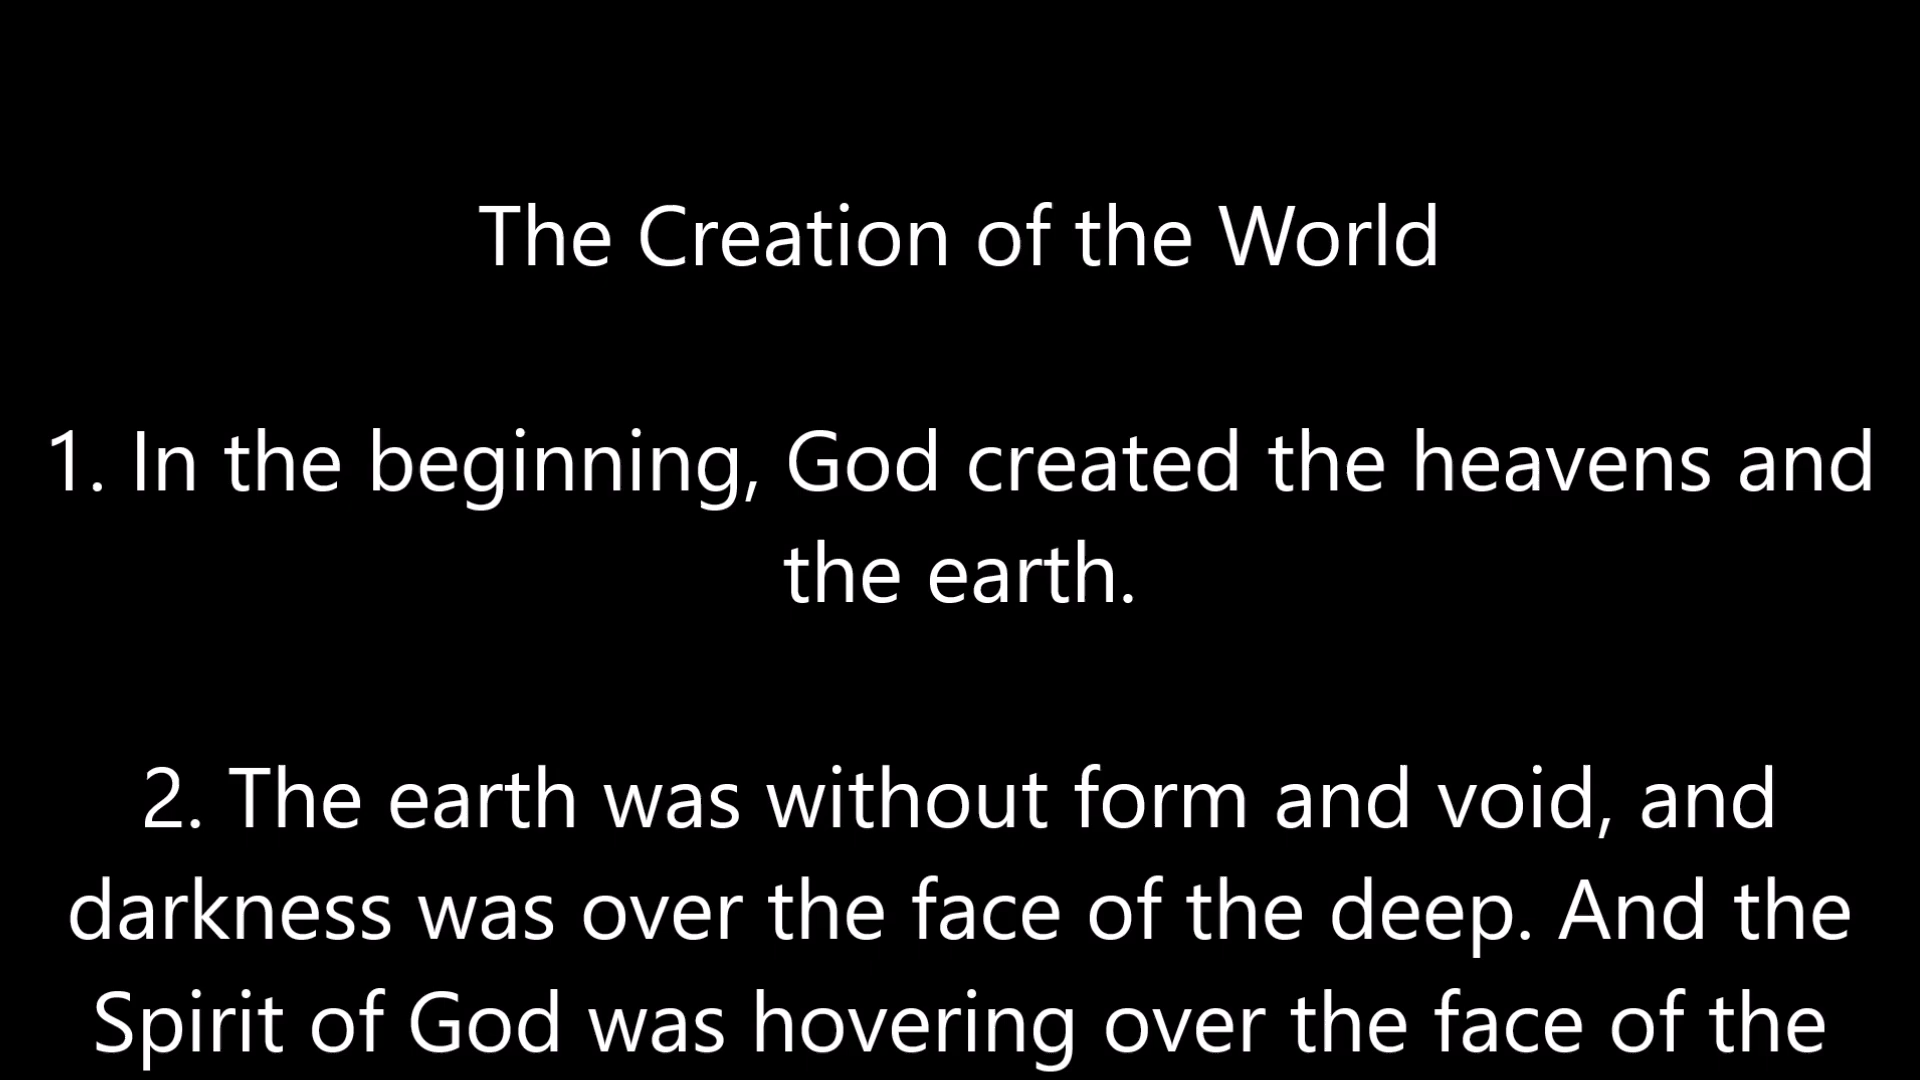 The Creation of the World
1. In the beginning, God created the heavens and
the earth.
2. The earth was without form and void, and
darkness was over the face of the deep. And the
Spirit of God was hovering over the face of the